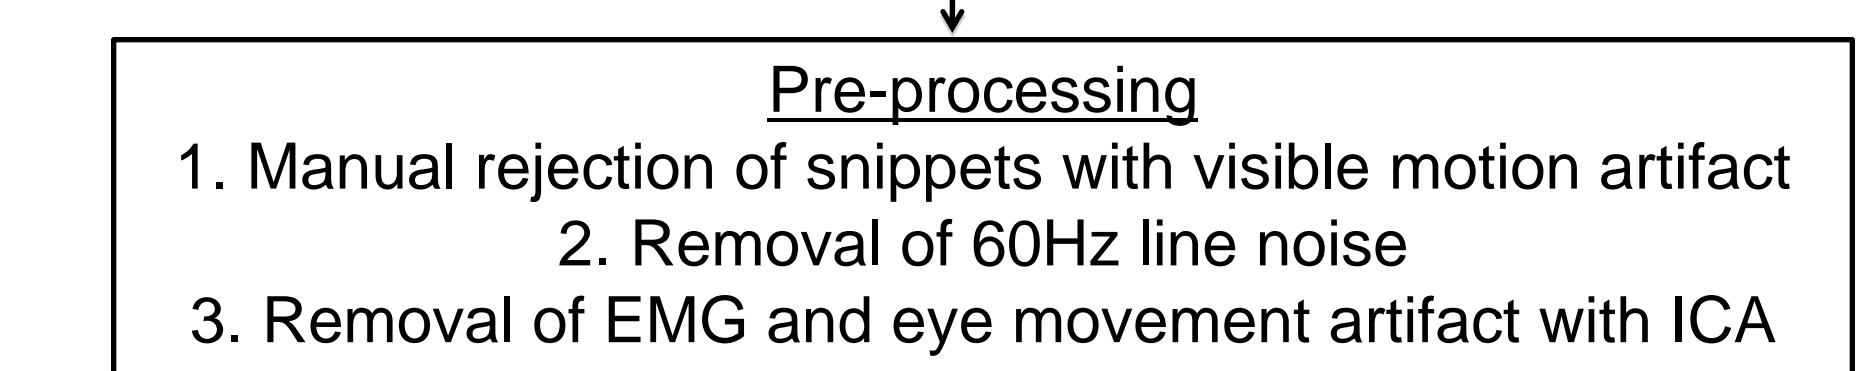 Pre-processing
1. Manual rejection of snippets with visible motion artifact
2. Removal of 60Hz line noise
3. Removal of EMG and eye movement artifact with ICA